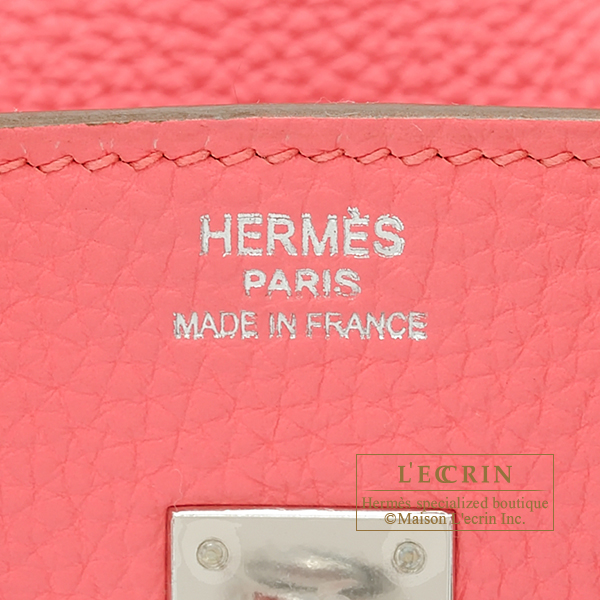 HERMÈS
PARIS
MADE IN FRANCE
L'ECRIN
Hermès specialized boutique
©Maison L'ecrin Inc.